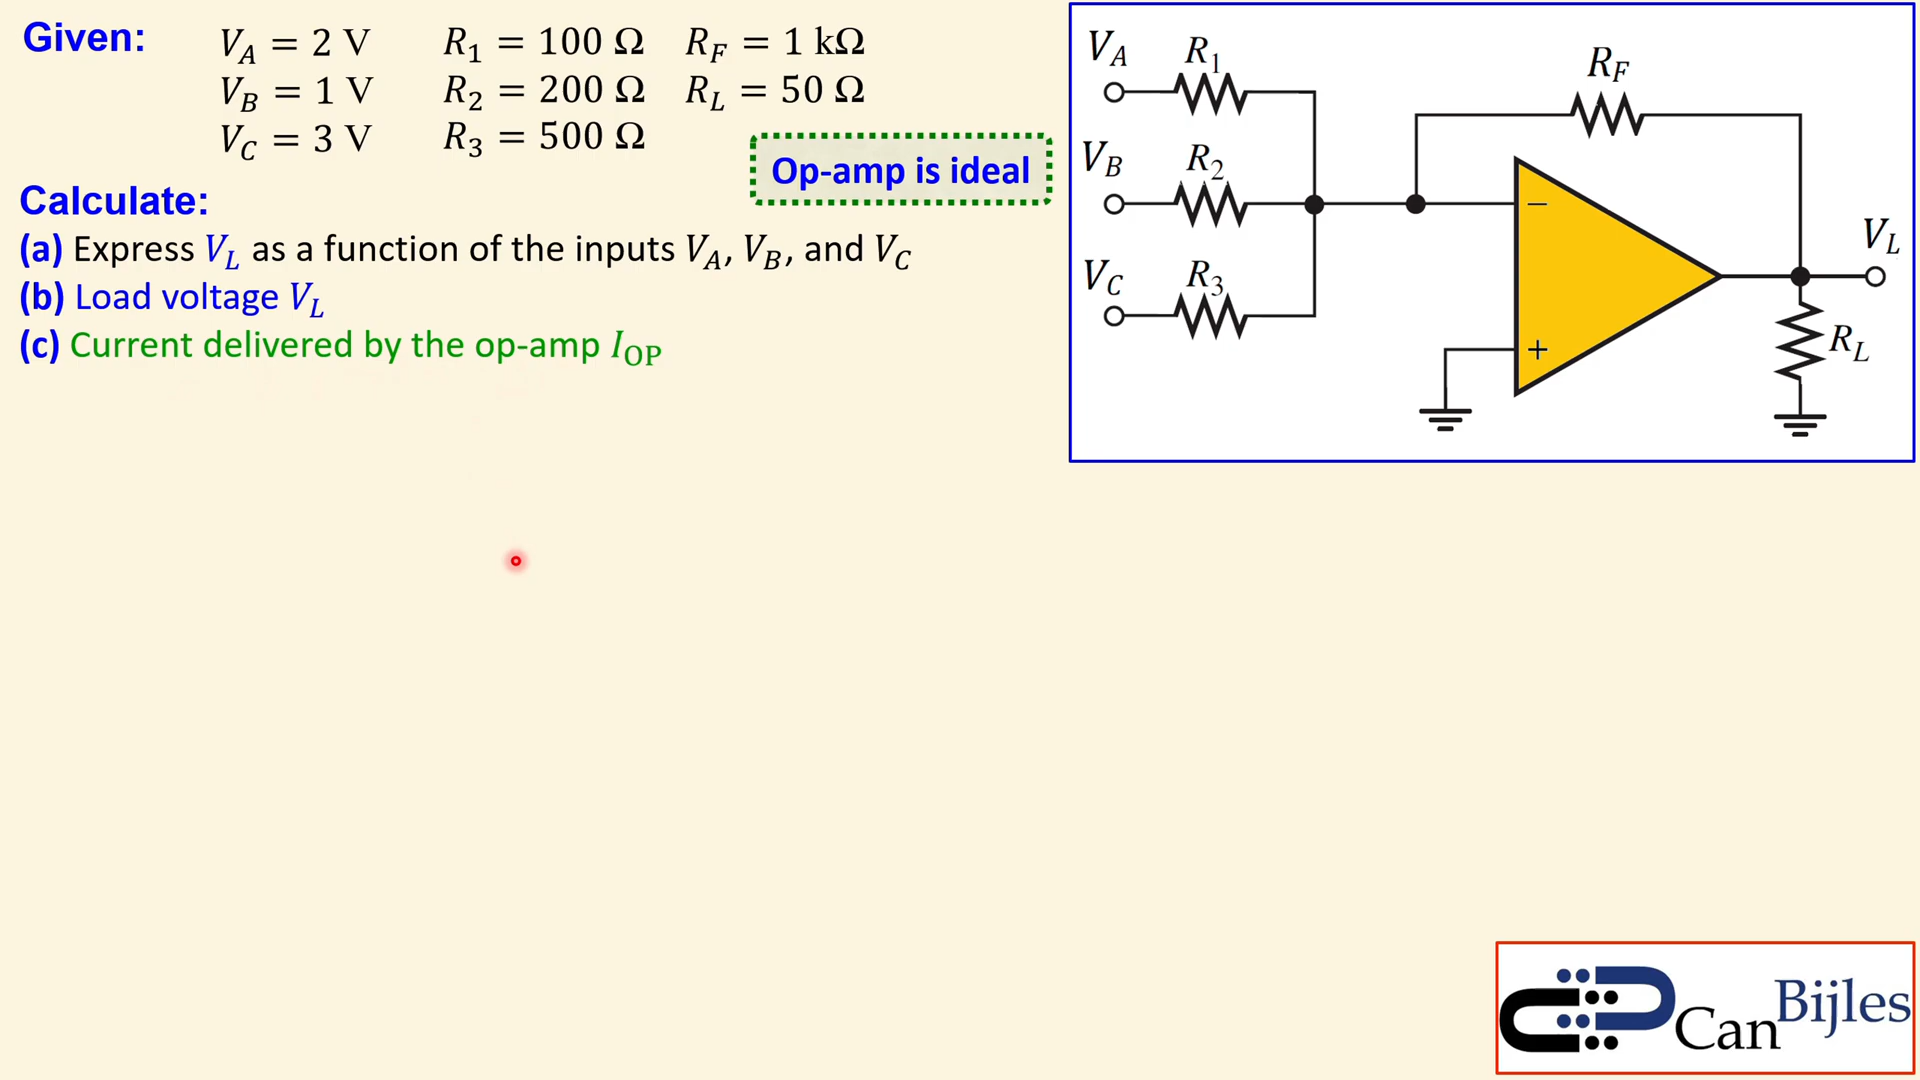 Given: V_A = 2 V R_1 = 100 Ω R_F = 1 kΩ
V_B = 1 V R_2 = 200 Ω R_L = 50 Ω
V_C = 3 V R_3 = 500 Ω
Op-amp is ideal
Calculate:
(a) Express V_L as a function of the inputs V_A, V_B, and V_C
(b) Load voltage V_L
(c) Current delivered by the op-amp I_OP
V_A R_1
R_F
V_B R_2
−
V_L
V_C R_3
+
R_L
Can Bijles